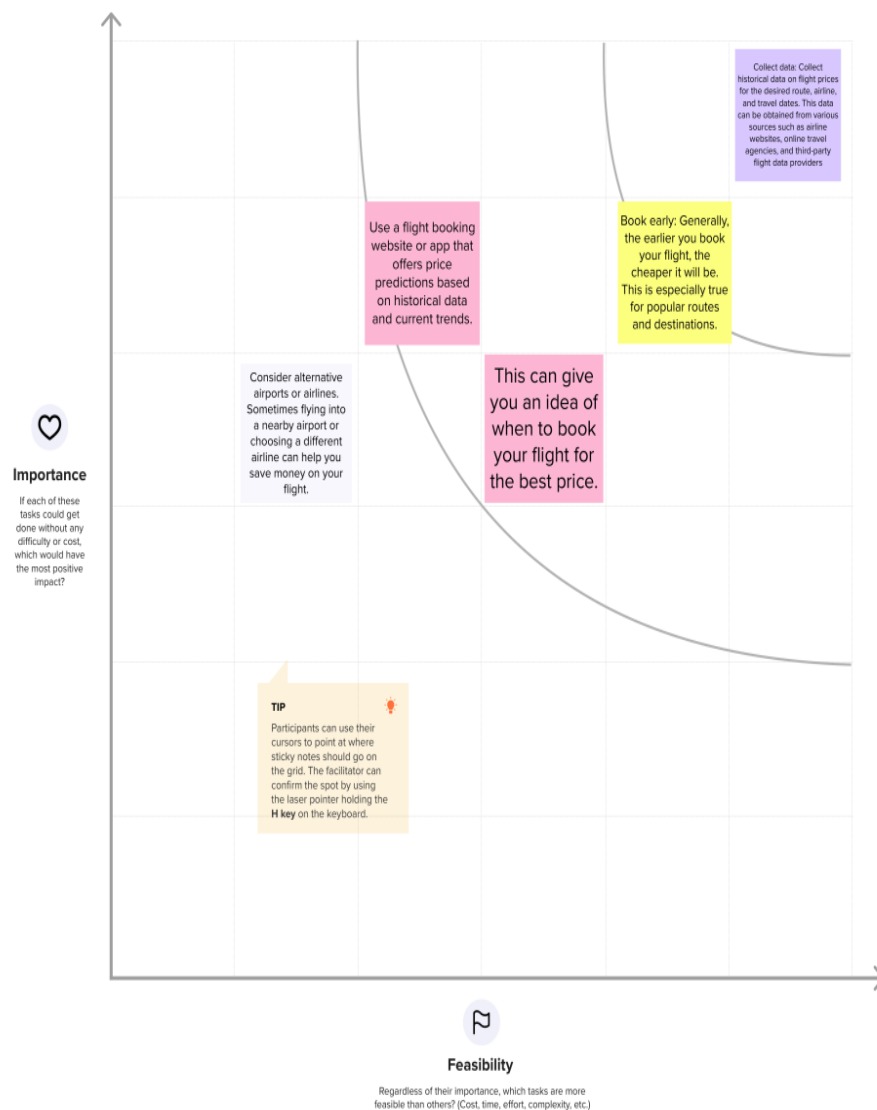 Collect data: Collect
historical data on flight prices
for the desired route, airline,
and travel dates. This data
can be obtained from various
sources such as airline
websites, online travel
agencies, and third-party
flight data providers
Use a flight booking
website or app that
offers price
predictions based
on historical data
and current trends.
Book early: Generally,
the earlier you book
your flight, the
cheaper it will be.
This is especially true
for popular routes
and destinations.
Consider alternative
airports or airlines.
Sometimes flying into
a nearby airport or
choosing a different
airline can help you
save money on your
flight.
This can give
you an idea of
when to book
your flight for
the best price.
Importance
If each of these
tasks could get
done without any
difficulty or cost,
which would have
the most positive
impact?
TIP
Participants can use their
cursors to point at where
sticky notes should go on
the grid. The facilitator can
confirm the spot by using
the laser pointer holding the
H key on the keyboard.
Feasibility
Regardless of their importance, which tasks are more
feasible than others? (Cost, time, effort, complexity, etc.)